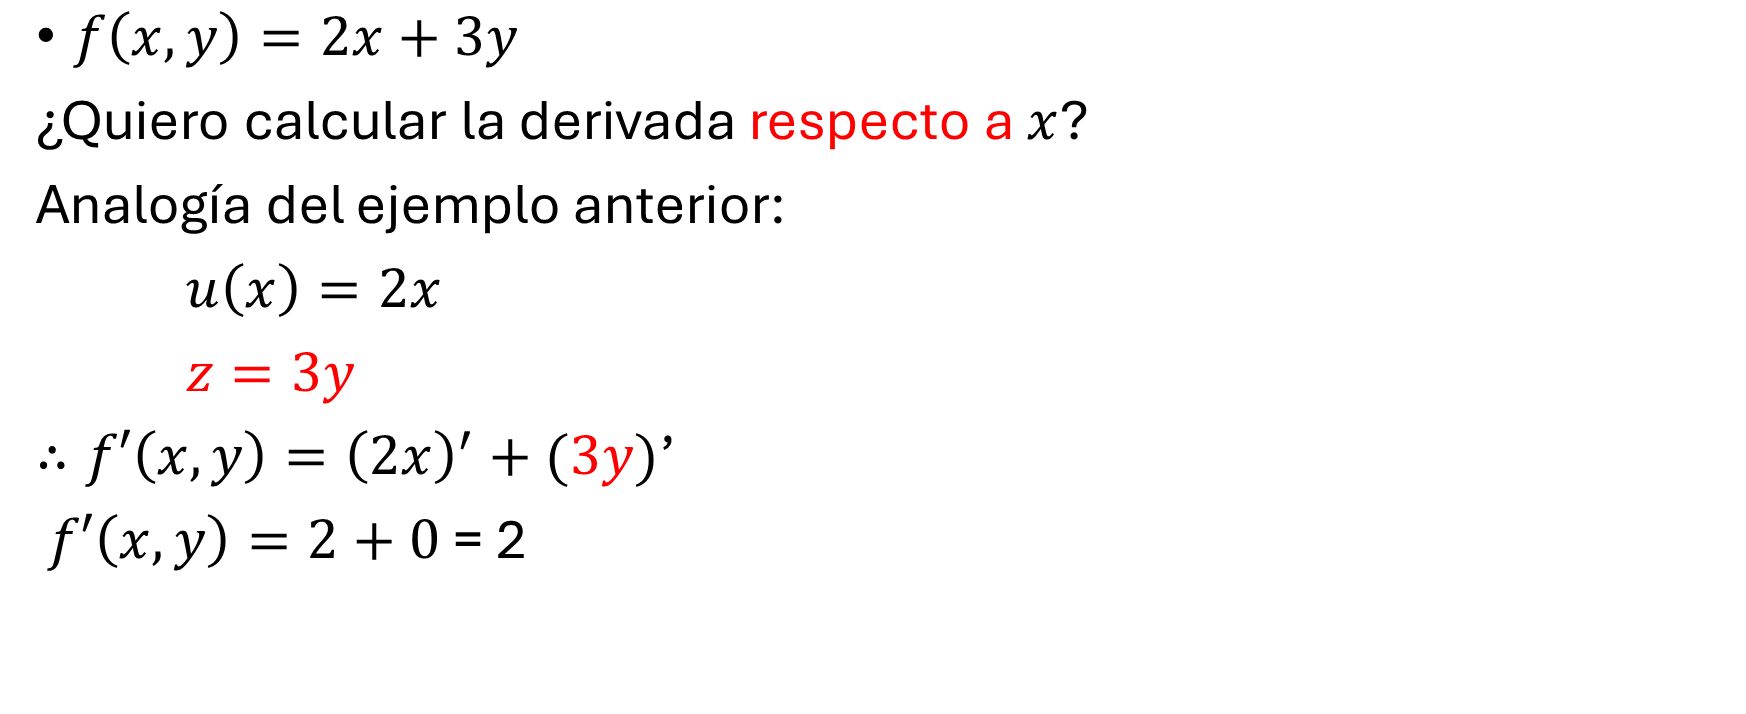 • f(x, y) = 2x + 3y
¿Quiero calcular la derivada respecto a x?
Analogía del ejemplo anterior:
u(x) = 2x
z = 3y
∴ f′(x, y) = (2x)′ + (3y)’
f′(x, y) = 2 + 0 = 2